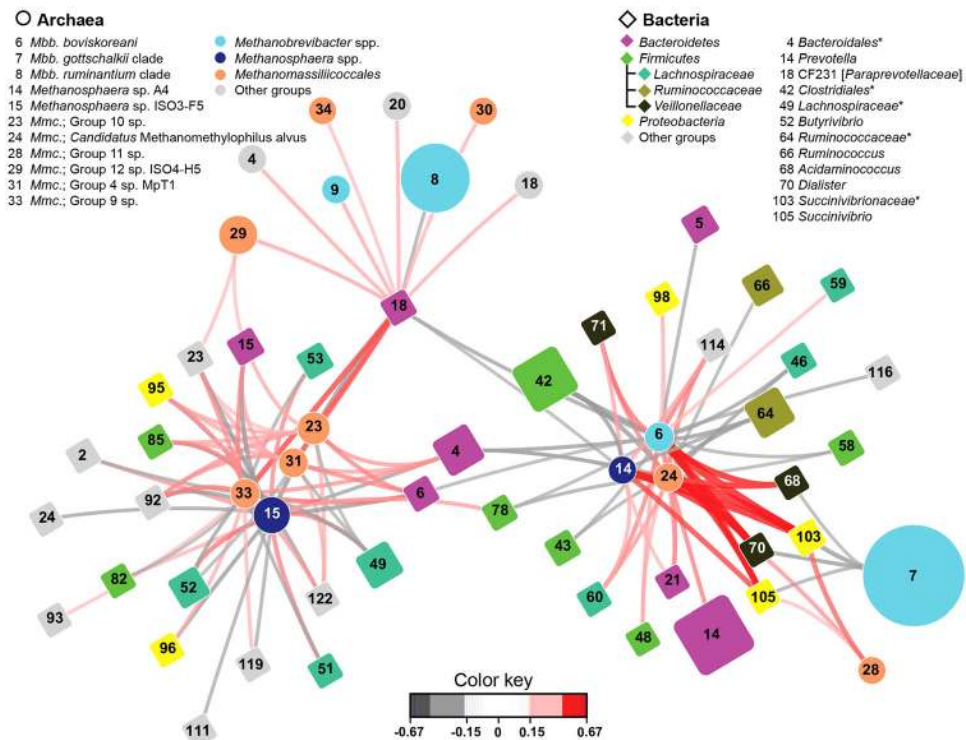 Archaea
6 Mbb. boviskoreani
7 Mbb. gottschalkii clade
8 Mbb. ruminantium clade
14 Methanosphaera sp. A4
15 Methanosphaera sp. ISO3-F5
23 Mmc.; Group 10 sp.
24 Mmc.; Candidatus Methanomethylophilus alvus
28 Mmc.; Group 11 sp.
29 Mmc.; Group 12 sp. ISO4-H5
31 Mmc.; Group 4 sp. MpT1
33 Mmc.; Group 9 sp.
Methanobrevibacter spp.
Methanosphaera spp.
Methanomassiliicoccales
Other groups
Bacteria
Bacteroidetes
Firmicutes
Lachnospiraceae
Ruminococcaceae
Veillonellaceae
Proteobacteria
Other groups
4 Bacteroidales*
14 Prevotella
18 CF231 [Paraprevotellaceae]
42 Clostridiales*
49 Lachnospiraceae*
52 Butyrivibrio
64 Ruminococcaceae*
66 Ruminococcus
68 Acidaminococcus
70 Dialister
103 Succinivibrionaceae*
105 Succinivibrio
34
20
30
4
9
8
18
29
18
5
98
66
59
71
114
46
116
23
15
53
42
95
64
6
23
85
4
58
2
31
14
24
68
33
6
92
15
78
24
43
70
103
49
7
82
52
122
60
21
105
93
14
48
96
119
51
28
111
Color key
-0.67 -0.15 0 0.15 0.67